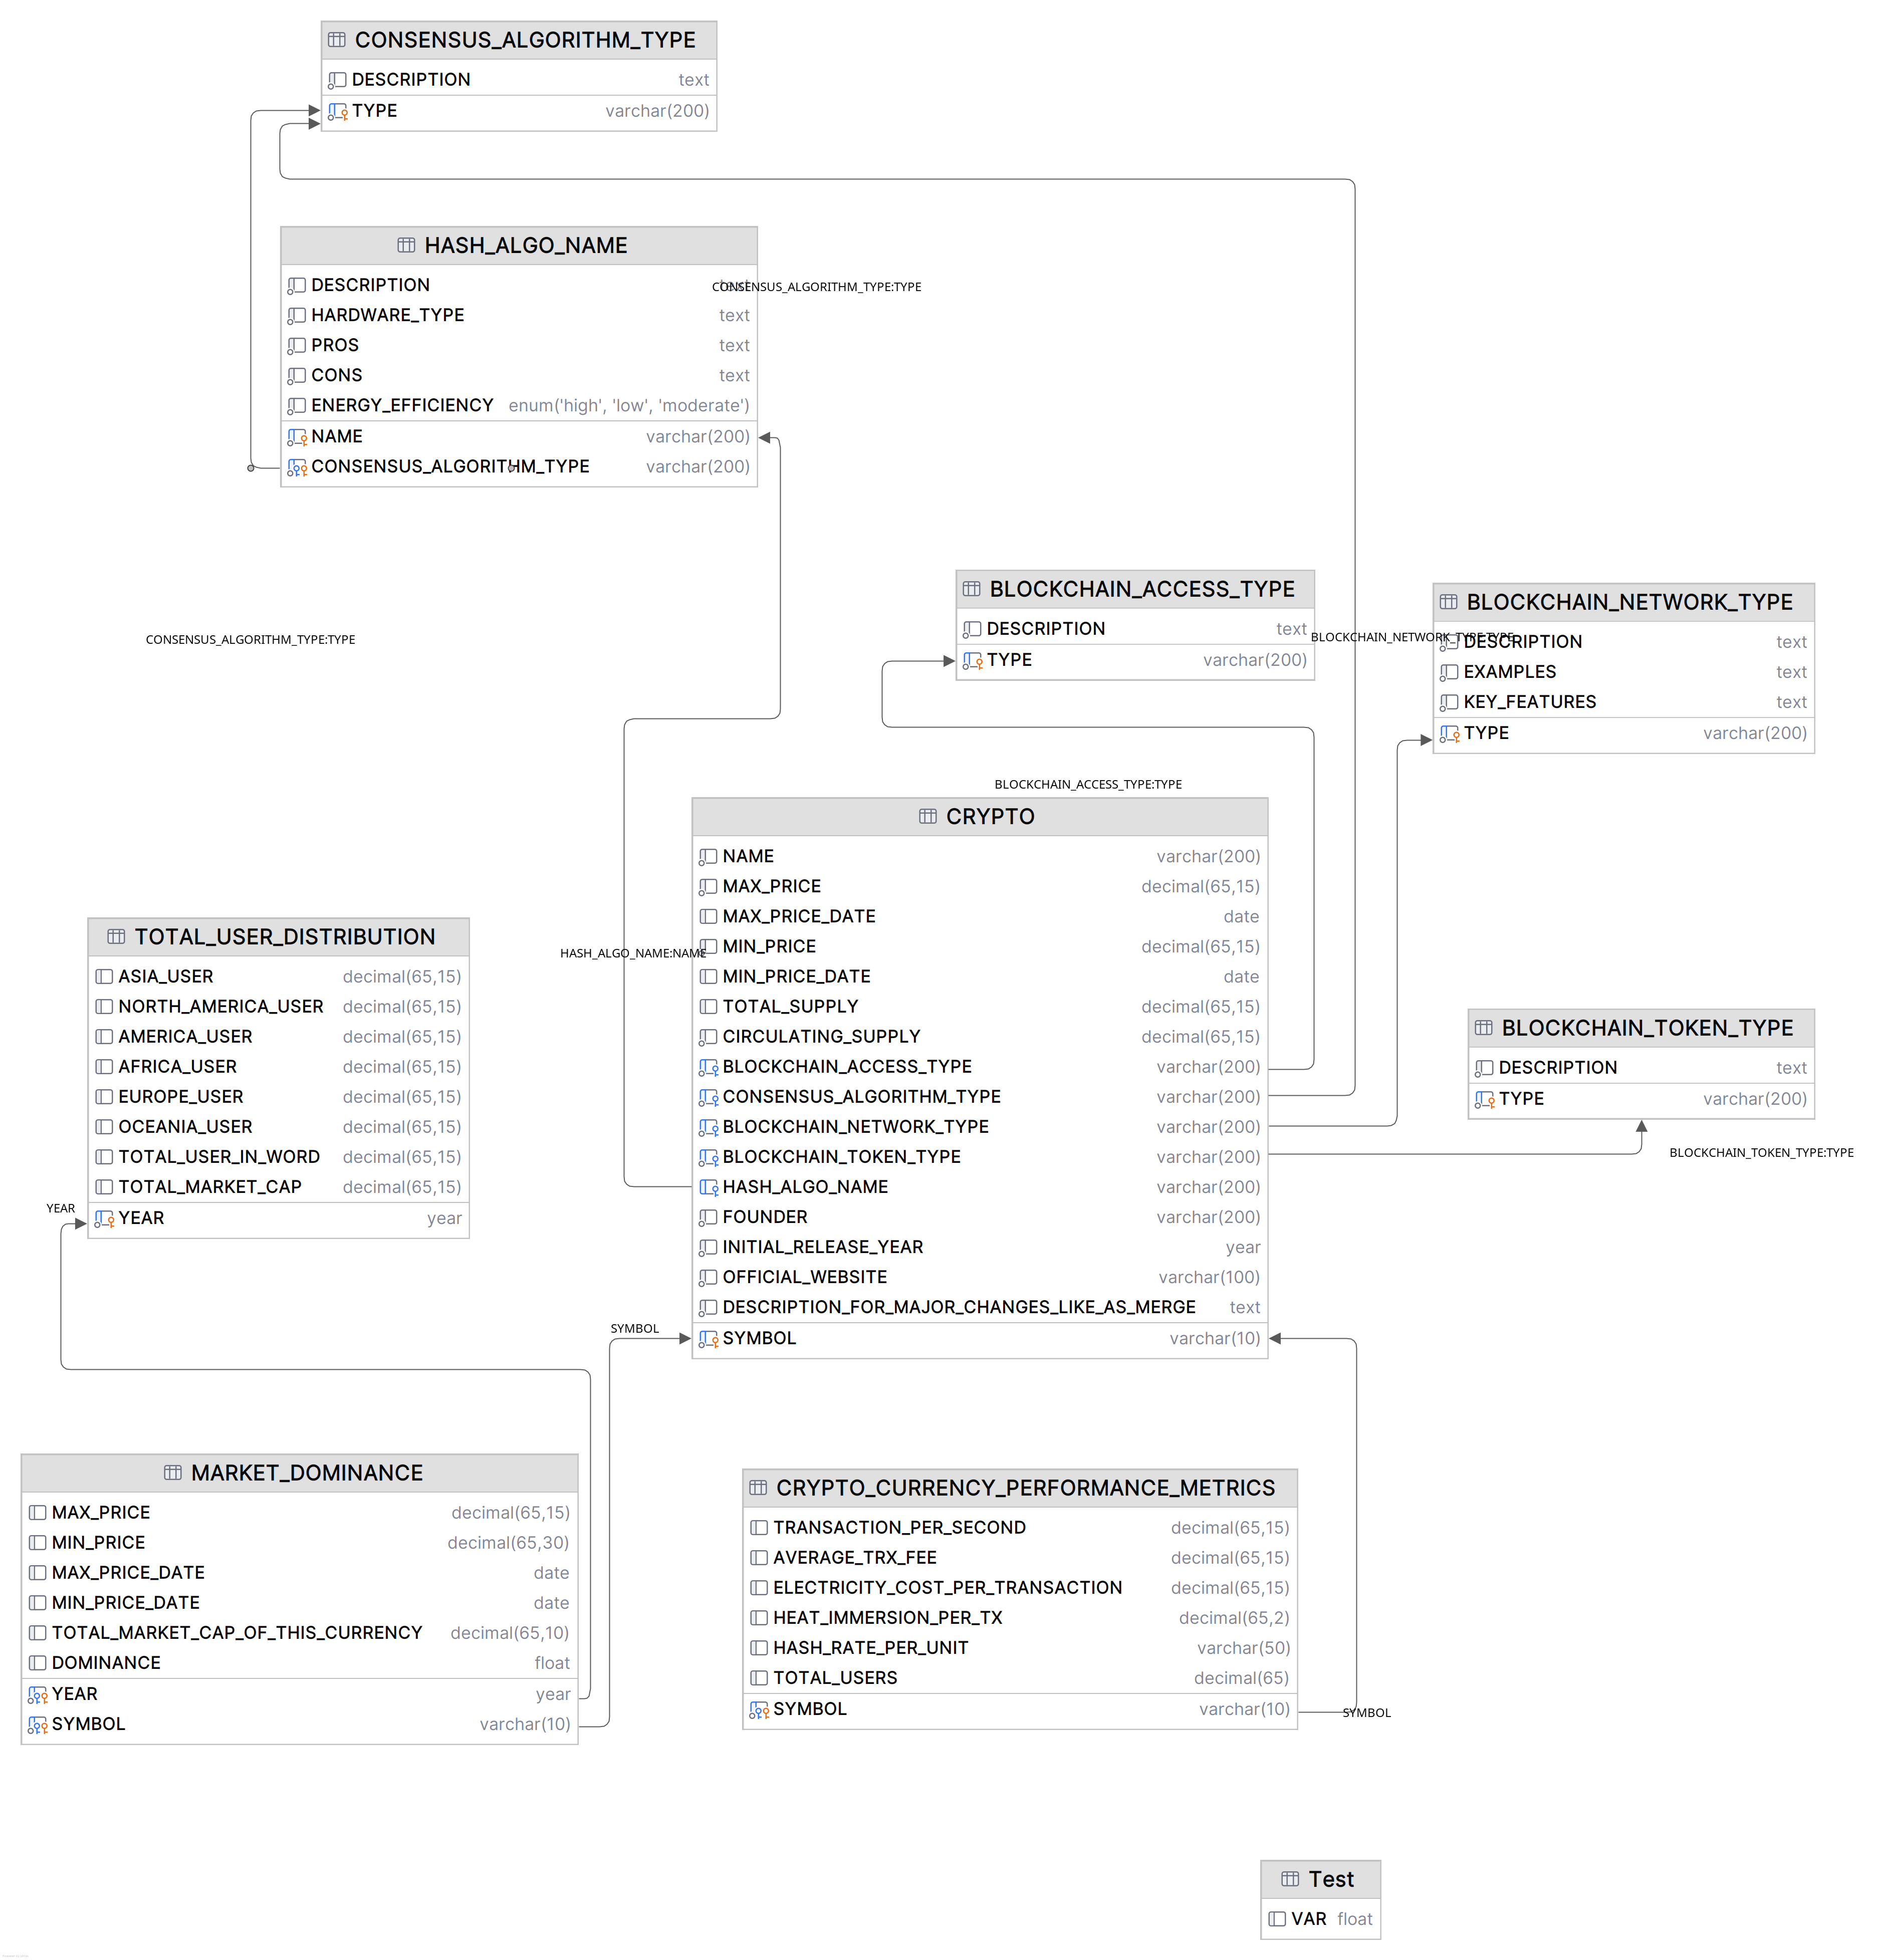 CONSENSUS_ALGORITHM_TYPE
DESCRIPTION text
TYPE varchar(200)
HASH_ALGO_NAME
DESCRIPTION text
CONSENSUS_ALGORITHM_TYPE:TYPE
HARDWARE_TYPE text
PROS text
CONS text
ENERGY_EFFICIENCY enum('high', 'low', 'moderate')
NAME varchar(200)
CONSENSUS_ALGORITHM_TYPE varchar(200)
CONSENSUS_ALGORITHM_TYPE:TYPE
BLOCKCHAIN_ACCESS_TYPE
DESCRIPTION text
TYPE varchar(200)
BLOCKCHAIN_NETWORK_TYPE:TYPE
BLOCKCHAIN_NETWORK_TYPE
DESCRIPTION text
EXAMPLES text
KEY_FEATURES text
TYPE varchar(200)
BLOCKCHAIN_ACCESS_TYPE:TYPE
CRYPTO
NAME varchar(200)
MAX_PRICE decimal(65,15)
MAX_PRICE_DATE date
MIN_PRICE decimal(65,15)
MIN_PRICE_DATE date
TOTAL_SUPPLY decimal(65,15)
CIRCULATING_SUPPLY decimal(65,15)
BLOCKCHAIN_ACCESS_TYPE varchar(200)
CONSENSUS_ALGORITHM_TYPE varchar(200)
BLOCKCHAIN_NETWORK_TYPE varchar(200)
BLOCKCHAIN_TOKEN_TYPE varchar(200)
HASH_ALGO_NAME varchar(200)
FOUNDER varchar(200)
INITIAL_RELEASE_YEAR year
OFFICIAL_WEBSITE varchar(100)
DESCRIPTION_FOR_MAJOR_CHANGES_LIKE_AS_MERGE text
SYMBOL varchar(10)
HASH_ALGO_NAME:NAME
TOTAL_USER_DISTRIBUTION
ASIA_USER decimal(65,15)
NORTH_AMERICA_USER decimal(65,15)
AMERICA_USER decimal(65,15)
AFRICA_USER decimal(65,15)
EUROPE_USER decimal(65,15)
OCEANIA_USER decimal(65,15)
TOTAL_USER_IN_WORD decimal(65,15)
TOTAL_MARKET_CAP decimal(65,15)
YEAR year
YEAR
BLOCKCHAIN_TOKEN_TYPE
DESCRIPTION text
TYPE varchar(200)
BLOCKCHAIN_TOKEN_TYPE:TYPE
SYMBOL
MARKET_DOMINANCE
MAX_PRICE decimal(65,15)
MIN_PRICE decimal(65,30)
MAX_PRICE_DATE date
MIN_PRICE_DATE date
TOTAL_MARKET_CAP_OF_THIS_CURRENCY decimal(65,10)
DOMINANCE float
YEAR year
SYMBOL varchar(10)
CRYPTO_CURRENCY_PERFORMANCE_METRICS
TRANSACTION_PER_SECOND decimal(65,15)
AVERAGE_TRX_FEE decimal(65,15)
ELECTRICITY_COST_PER_TRANSACTION decimal(65,15)
HEAT_IMMERSION_PER_TX decimal(65,2)
HASH_RATE_PER_UNIT varchar(50)
TOTAL_USERS decimal(65)
SYMBOL varchar(10)
SYMBOL
Test
VAR float